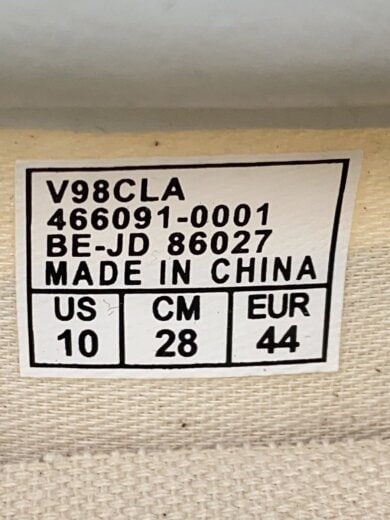 V98CLA
466091-0001
BE-JD 86027
MADE IN CHINA
US CM EUR
10 28 44